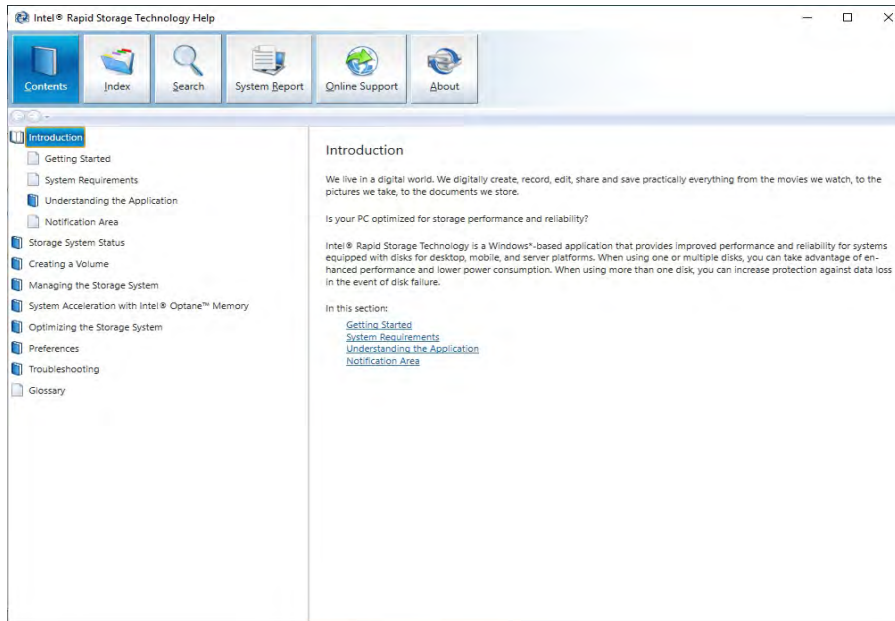 Intel® Rapid Storage Technology Help
Contents
Index
Search
System Report
Online Support
About
Introduction
Getting Started
System Requirements
Understanding the Application
Notification Area
Storage System Status
Creating a Volume
Managing the Storage System
System Acceleration with Intel® Optane™ Memory
Optimizing the Storage System
Preferences
Troubleshooting
Glossary
Introduction
We live in a digital world. We digitally create, record, edit, share and save practically everything from the movies we watch, to the
pictures we take, to the documents we store.
Is your PC optimized for storage performance and reliability?
Intel® Rapid Storage Technology is a Windows*-based application that provides improved performance and reliability for systems
equipped with disks for desktop, mobile, and server platforms. When using one or multiple disks, you can take advantage of en-
hanced performance and lower power consumption. When using more than one disk, you can increase protection against data loss
in the event of disk failure.
In this section:
Getting Started
System Requirements
Understanding the Application
Notification Area